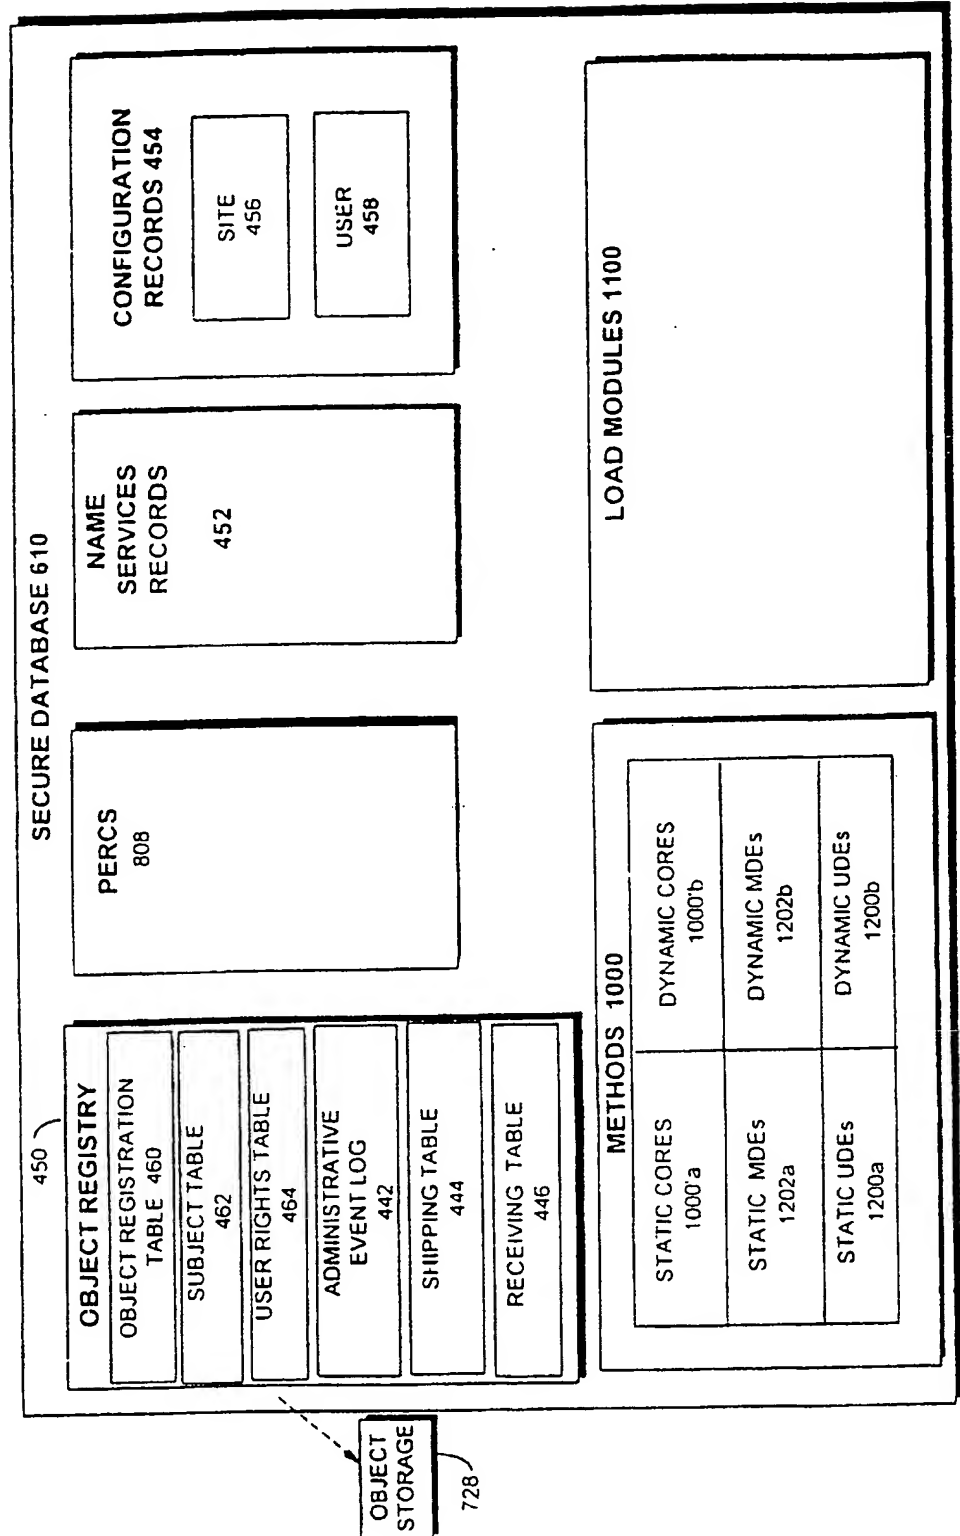 SECURE DATABASE 610
450
OBJECT REGISTRY
OBJECT REGISTRATION
TABLE 460
SUBJECT TABLE
462
USER RIGHTS TABLE
464
ADMINISTRATIVE
EVENT LOG
442
SHIPPING TABLE
444
RECEIVING TABLE
446
PERCS
808
NAME
SERVICES
RECORDS
452
CONFIGURATION
RECORDS 454
SITE
456
USER
458
OBJECT
STORAGE
728
METHODS 1000
STATIC CORES
1000'a
DYNAMIC CORES
1000'b
STATIC MDEs
1202a
DYNAMIC MDEs
1202b
STATIC UDEs
1200a
DYNAMIC UDEs
1200b
LOAD MODULES 1100